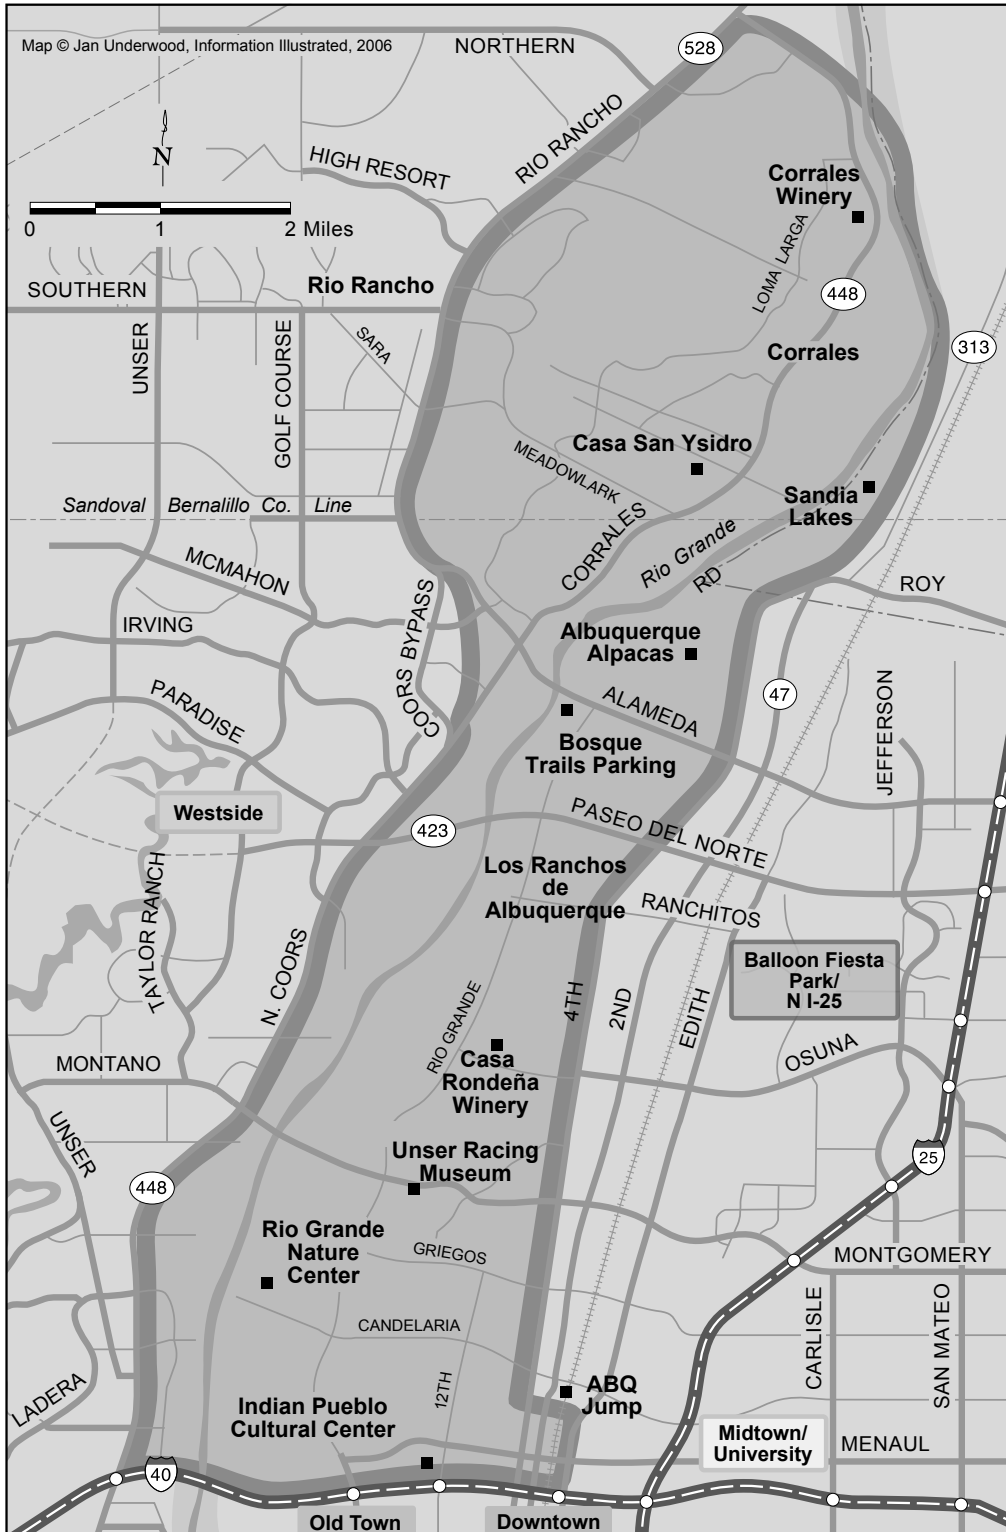 Map © Jan Underwood, Information Illustrated, 2006
NORTHERN
528
N
HIGH RESORT
RIO RANCHO
0 1 2 Miles
Corrales
Winery
LOMA LARGA
SOUTHERN
Rio Rancho
448
UNSER
GOLF COURSE
SARA
Corrales
313
Casa San Ysidro
MEADOWLARK
Sandoval Bernalillo Co. Line
Sandia
Lakes
CORRALES
Rio Grande
RD
MCMAHON
ROY
IRVING
COORS BYPASS
Albuquerque
Alpacas
PARADISE
ALAMEDA
47
JEFFERSON
Bosque
Trails Parking
Westside
423
PASEO DEL NORTE
Los Ranchos
de
Albuquerque
RANCHITOS
TAYLOR RANCH
N. COORS
Balloon Fiesta
Park/
N I-25
4TH
2ND
EDITH
RIO GRANDE
MONTANO
Casa
Rondeña
Winery
OSUNA
UNSER
Unser Racing
Museum
25
448
Rio Grande
Nature
Center
GRIEGOS
MONTGOMERY
CANDELARIA
CARLISLE
SAN MATEO
LADERA
12TH
ABQ
Jump
Indian Pueblo
Cultural Center
Midtown/
University
MENAUL
40
Old Town
Downtown